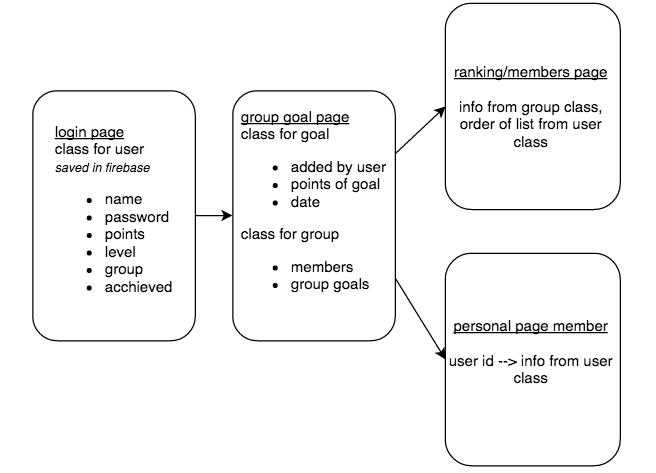 login page
class for user
saved in firebase
• name
• password
• points
• level
• group
• acchieved
group goal page
class for goal
• added by user
• points of goal
• date
class for group
• members
• group goals
ranking/members page
info from group class,
order of list from user
class
personal page member
user id --> info from user
class